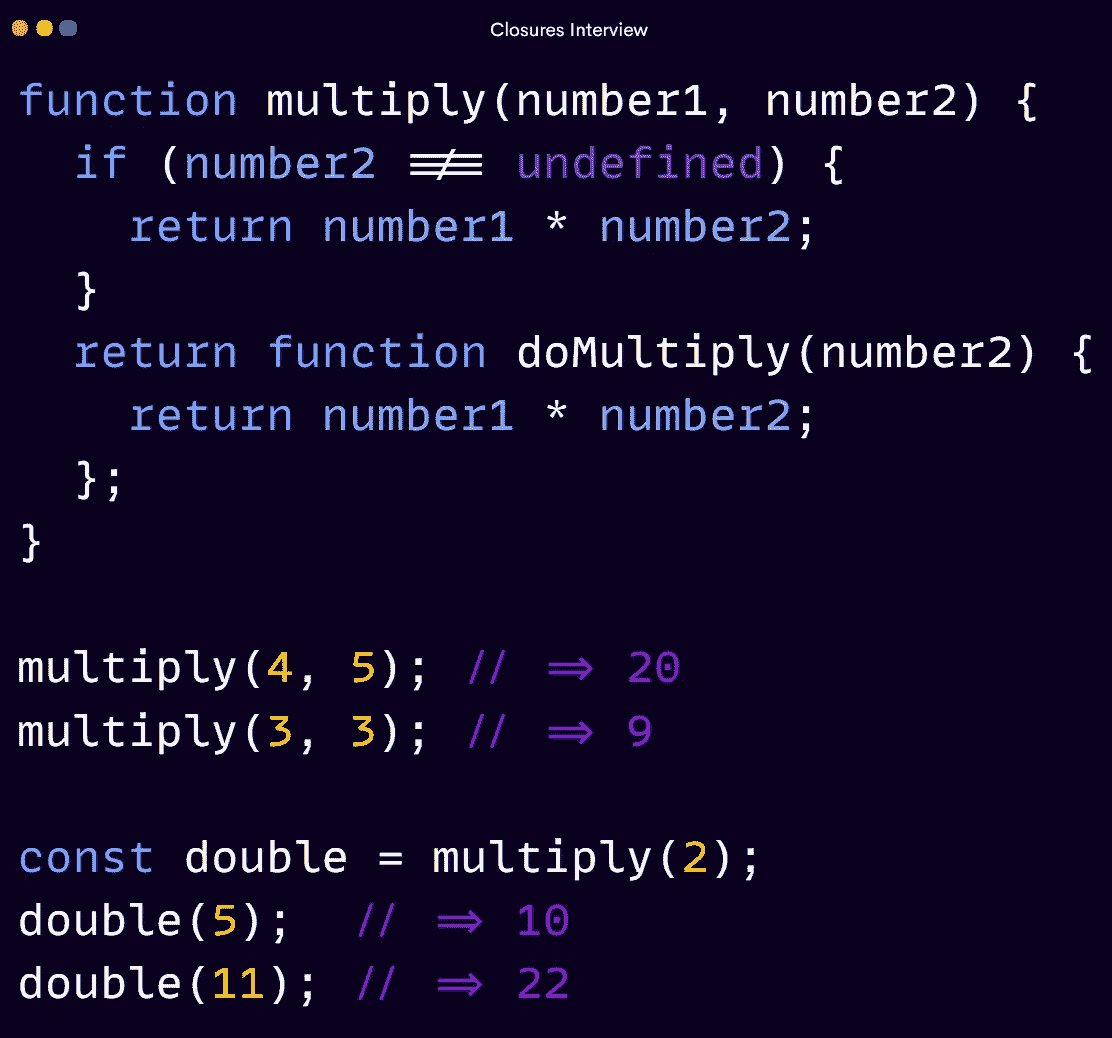 Closures Interview
function multiply(number1, number2) {
  if (number2 !== undefined) {
    return number1 * number2;
  }
  return function doMultiply(number2) {
    return number1 * number2;
  };
}
multiply(4, 5); // => 20
multiply(3, 3); // => 9
const double = multiply(2);
double(5);  // => 10
double(11); // => 22